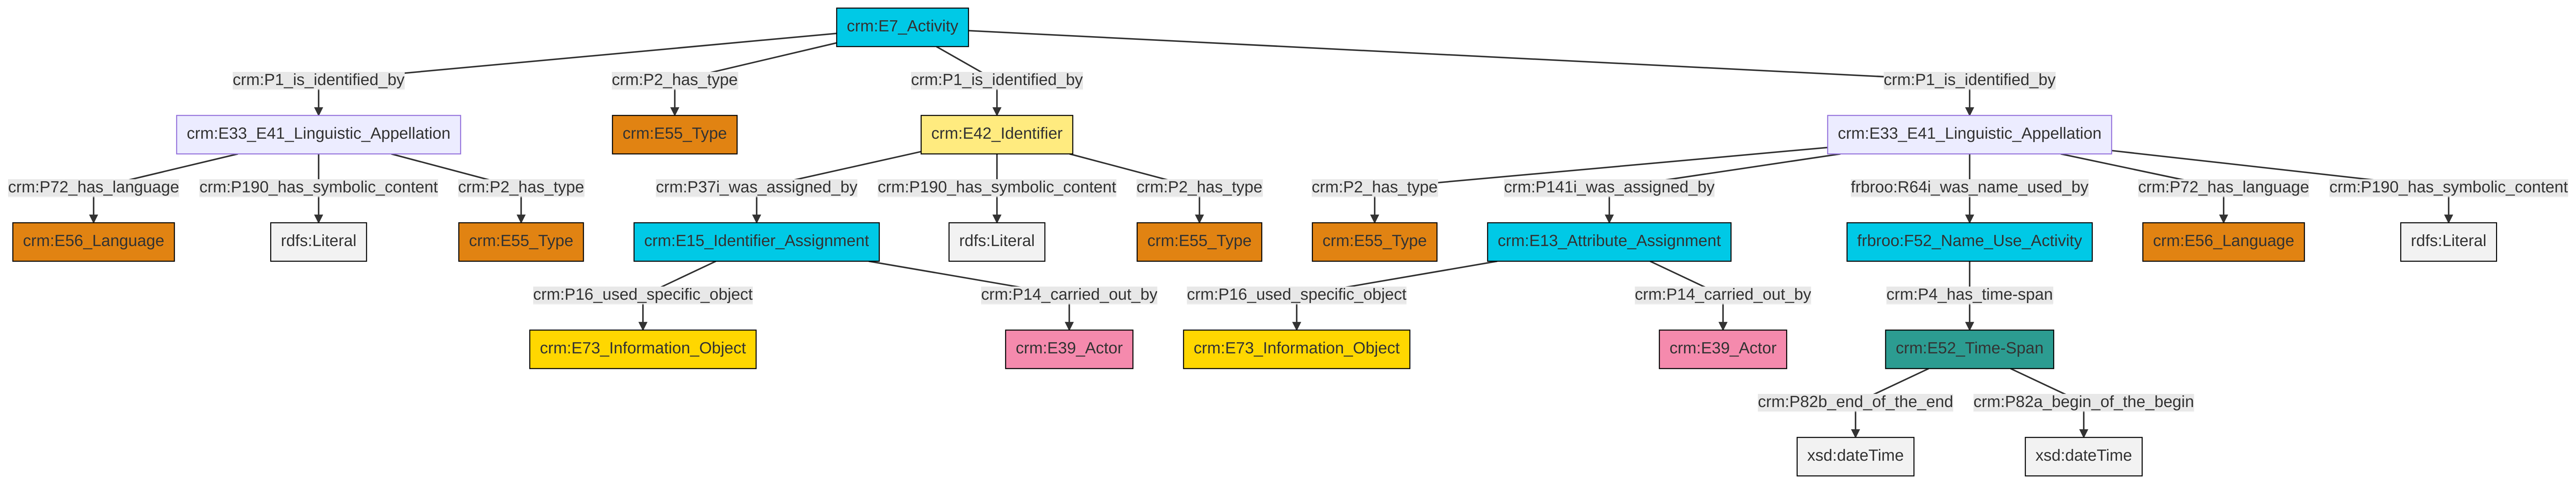 crm:E7_Activity
crm:P1_is_identified_by
crm:P2_has_type
crm:P1_is_identified_by
crm:P1_is_identified_by
crm:E33_E41_Linguistic_Appellation
crm:E55_Type
crm:E42_Identifier
crm:E33_E41_Linguistic_Appellation
crm:P72_has_language
crm:P190_has_symbolic_content
crm:P2_has_type
crm:P37i_was_assigned_by
crm:P190_has_symbolic_content
crm:P2_has_type
crm:P2_has_type
crm:P141i_was_assigned_by
frbroo:R64i_was_name_used_by
crm:P72_has_language
crm:P190_has_symbolic_content
crm:E56_Language
rdfs:Literal
crm:E55_Type
crm:E15_Identifier_Assignment
rdfs:Literal
crm:E55_Type
crm:E55_Type
crm:E13_Attribute_Assignment
frbroo:F52_Name_Use_Activity
crm:E56_Language
rdfs:Literal
crm:P16_used_specific_object
crm:P14_carried_out_by
crm:P16_used_specific_object
crm:P14_carried_out_by
crm:P4_has_time-span
crm:E73_Information_Object
crm:E39_Actor
crm:E73_Information_Object
crm:E39_Actor
crm:E52_Time-Span
crm:P82b_end_of_the_end
crm:P82a_begin_of_the_begin
xsd:dateTime
xsd:dateTime